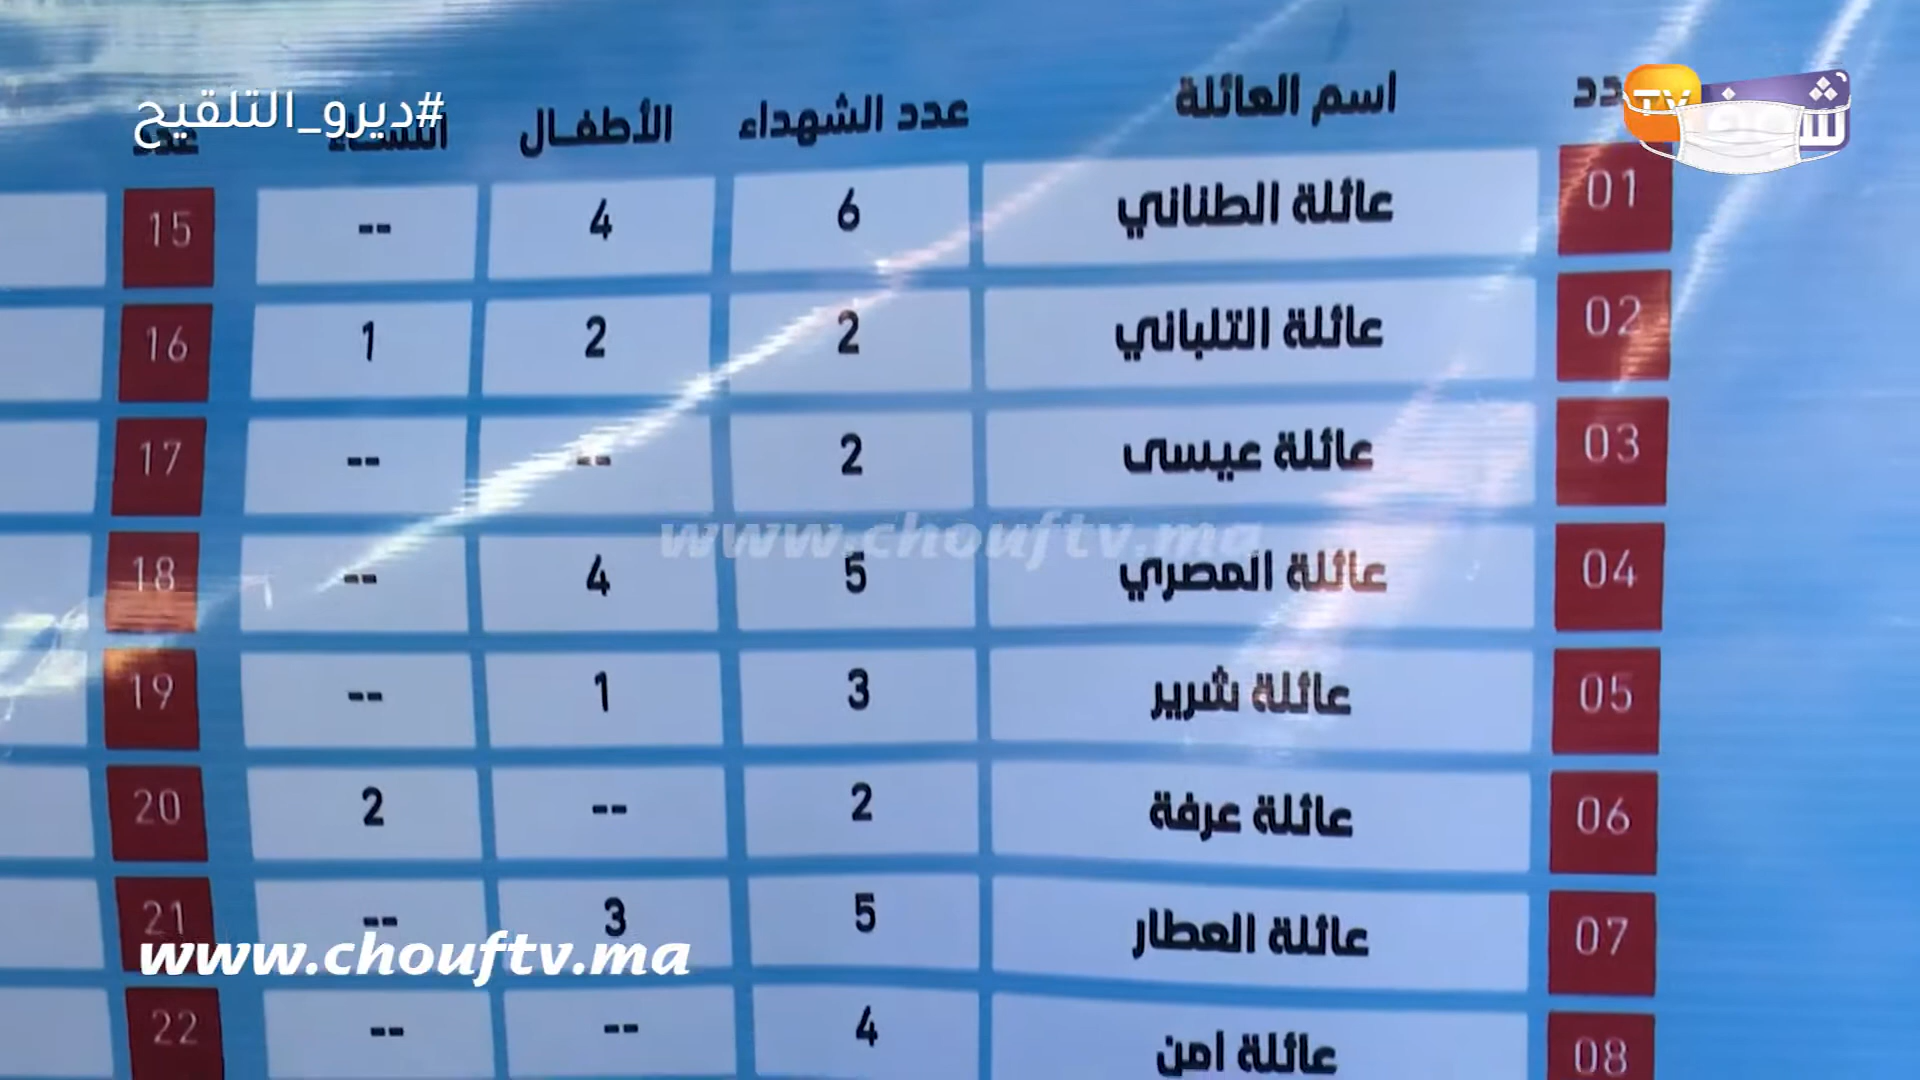 #ديرو_التلقيح
TV
اسم العائلة عدد الشهداء الأطفـال النساء عدد
01 عائلة الطناني 6 4 -- 15
02 عائلة التلباني 2 2 1 16
03 عائلة عيسى 2 -- -- 17
www.chouftv.ma
04 عائلة المصري 5 4 -- 18
05 عائلة شرير 3 1 -- 19
06 عائلة عرفة 2 -- 2 20
07 عائلة العطار 5 3 -- 21
www.chouftv.ma
08 عائلة امن 4 -- -- 22